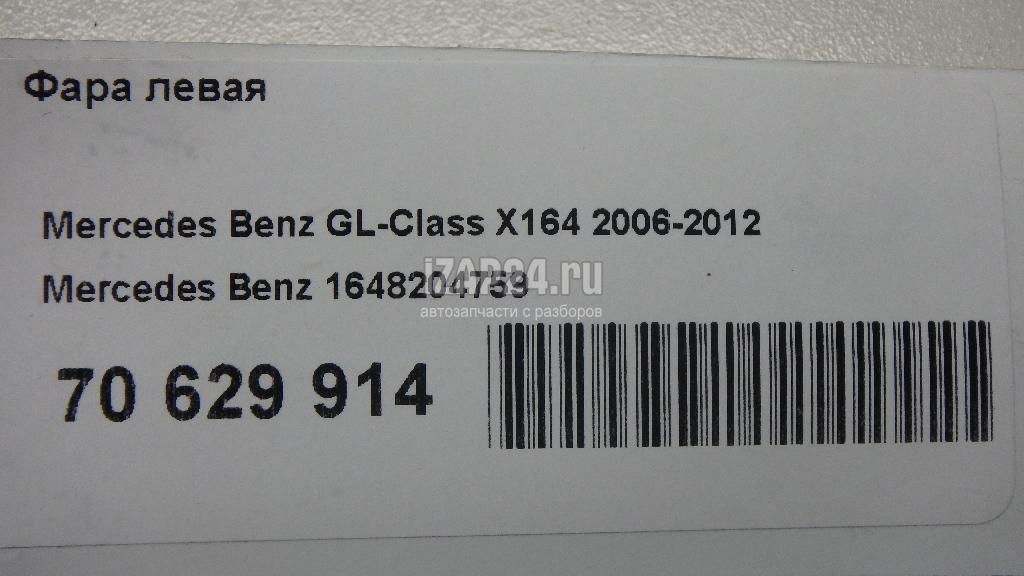 Фара левая
Mercedes Benz GL-Class X164 2006-2012
Mercedes Benz 1648204759
iZAP24.ru
автозапчасти с разборов
70 629 914